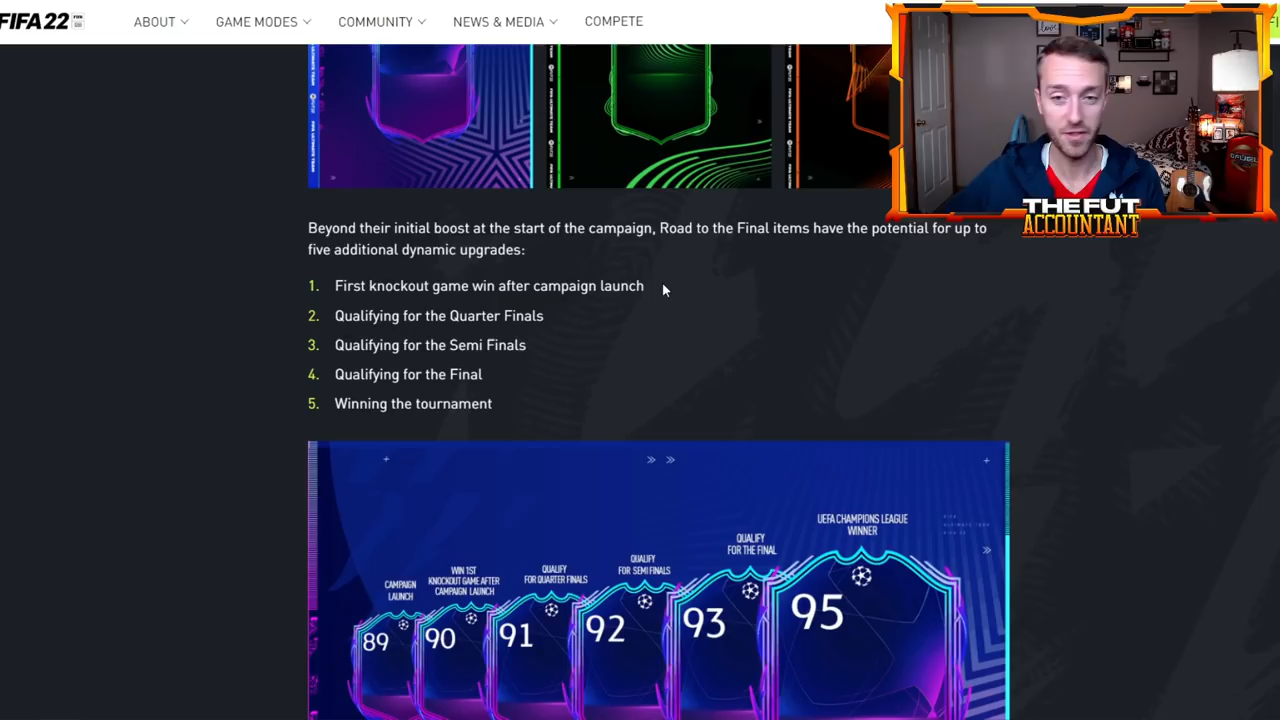 FIFA 22
ABOUT
GAME MODES
COMMUNITY
NEWS & MEDIA
COMPETE
THE FUT
ACCOUNTANT
Beyond their initial boost at the start of the campaign, Road to the Final items have the potential for up to
five additional dynamic upgrades:
1. First knockout game win after campaign launch
2. Qualifying for the Quarter Finals
3. Qualifying for the Semi Finals
4. Qualifying for the Final
5. Winning the tournament
CAMPAIGN
LAUNCH
89
WIN 1ST
KNOCKOUT GAME AFTER
CAMPAIGN LAUNCH
90
QUALIFY
FOR QUARTER FINALS
91
QUALIFY
FOR SEMI FINALS
92
QUALIFY
FOR THE FINAL
93
UEFA CHAMPIONS LEAGUE
WINNER
95